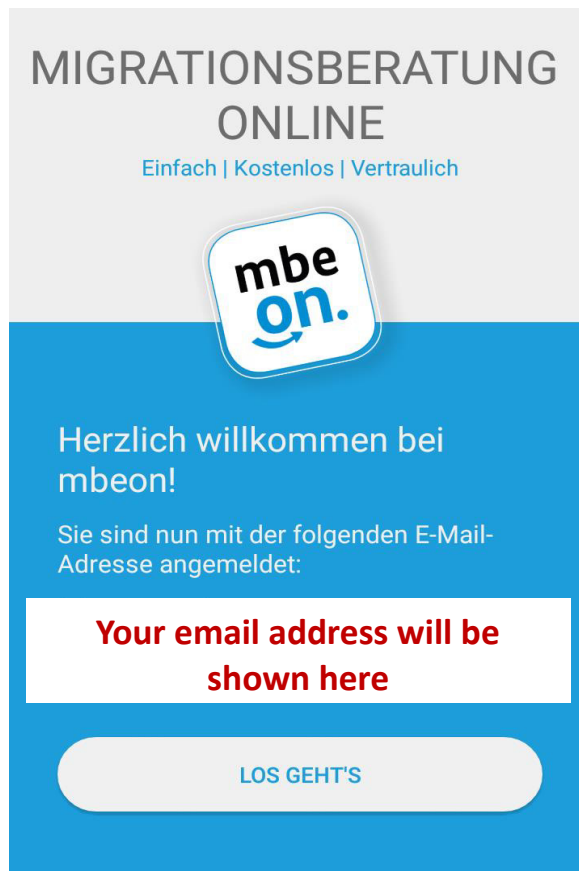 MIGRATIONSBERATUNG
ONLINE
Einfach | Kostenlos | Vertraulich
mbe
on.
Herzlich willkommen bei
mbeon!
Sie sind nun mit der folgenden E-Mail-
Adresse angemeldet:
Your email address will be
shown here
LOS GEHT'S